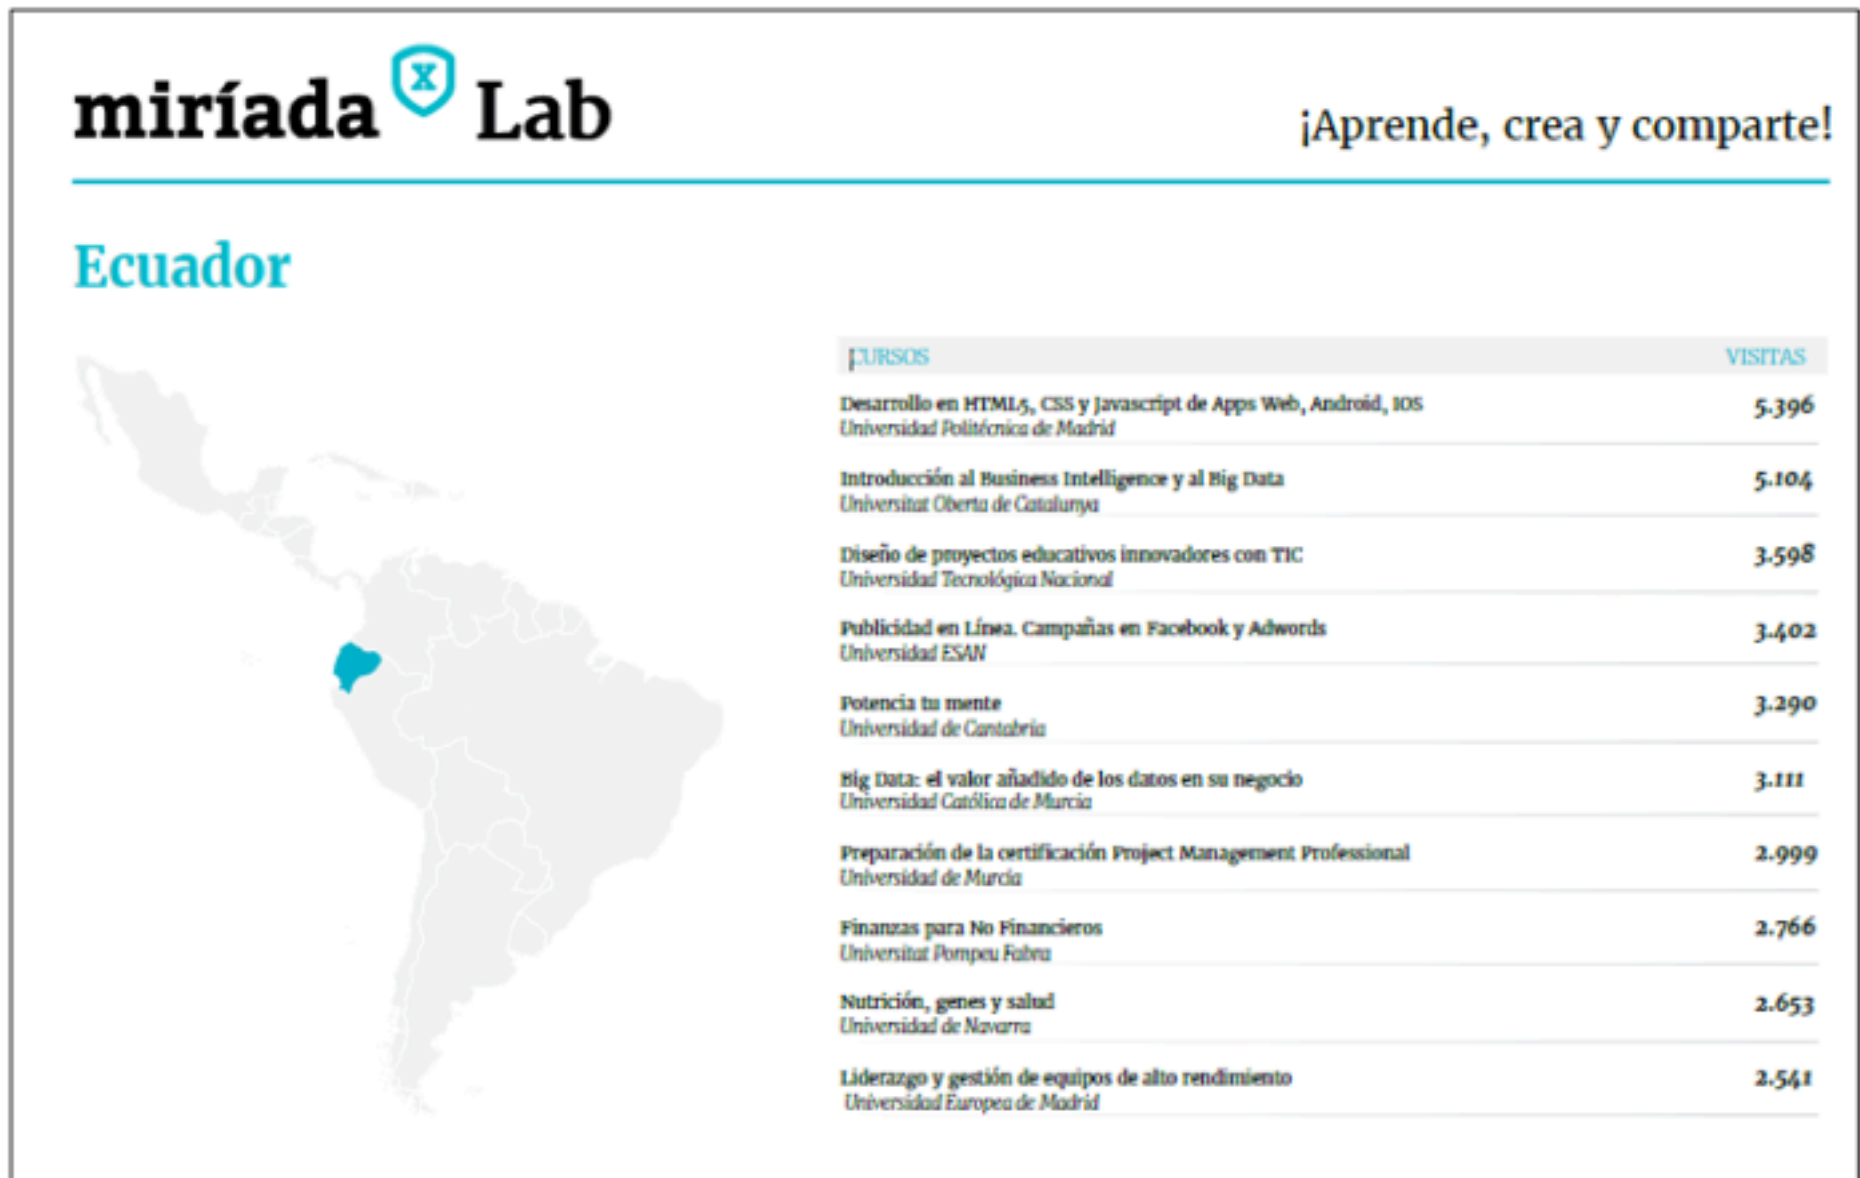 miríada X Lab
¡Aprende, crea y comparte!
Ecuador
CURSOS VISITAS
Desarrollo en HTML5, CSS y Javascript de Apps Web, Android, IOS 5.396
Universidad Politécnica de Madrid
Introducción al Business Intelligence y al Big Data 5.104
Universitat Oberta de Catalunya
Diseño de proyectos educativos innovadores con TIC 3.598
Universidad Tecnológica Nacional
Publicidad en Línea. Campañas en Facebook y Adwords 3.402
Universidad ESAN
Potencia tu mente 3.290
Universidad de Cantabria
Big Data: el valor añadido de los datos en su negocio 3.111
Universidad Católica de Murcia
Preparación de la certificación Project Management Professional 2.999
Universidad de Murcia
Finanzas para No Financieros 2.766
Universitat Pompeu Fabra
Nutrición, genes y salud 2.653
Universidad de Navarra
Liderazgo y gestión de equipos de alto rendimiento 2.541
Universidad Europea de Madrid